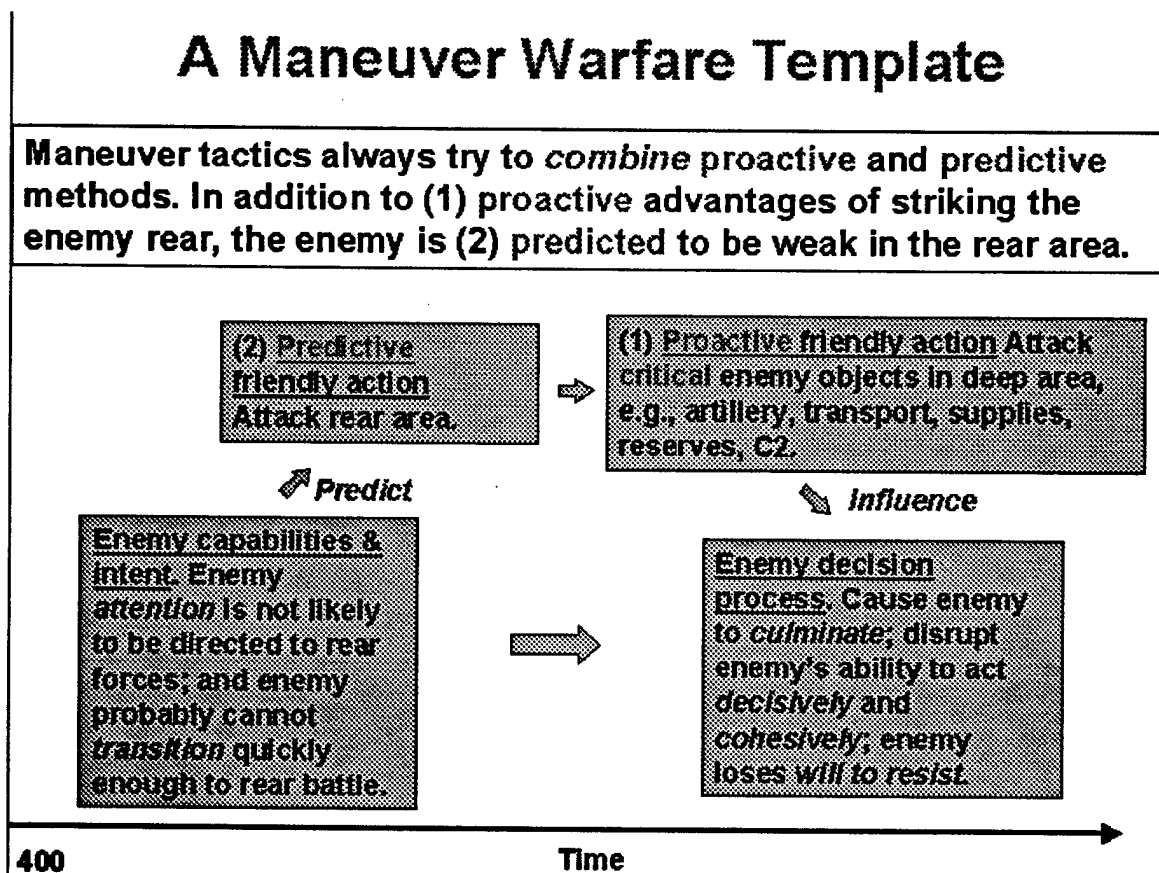 A Maneuver Warfare Template
Maneuver tactics always try to combine proactive and predictive
methods. In addition to (1) proactive advantages of striking the
enemy rear, the enemy is (2) predicted to be weak in the rear area.
(2) Predictive
friendly action
Attack rear area.
(1) Proactive friendly action Attack
critical enemy objects in deep area,
e.g., artillery, transport, supplies,
reserves, C2.
Predict
Influence
Enemy capabilities &
intent. Enemy
attention is not likely
to be directed to rear
forces; and enemy
probably cannot
transition quickly
enough to rear battle.
Enemy decision
process. Cause enemy
to culminate; disrupt
enemy's ability to act
decisively and
cohesively; enemy
loses will to resist.
400
Time